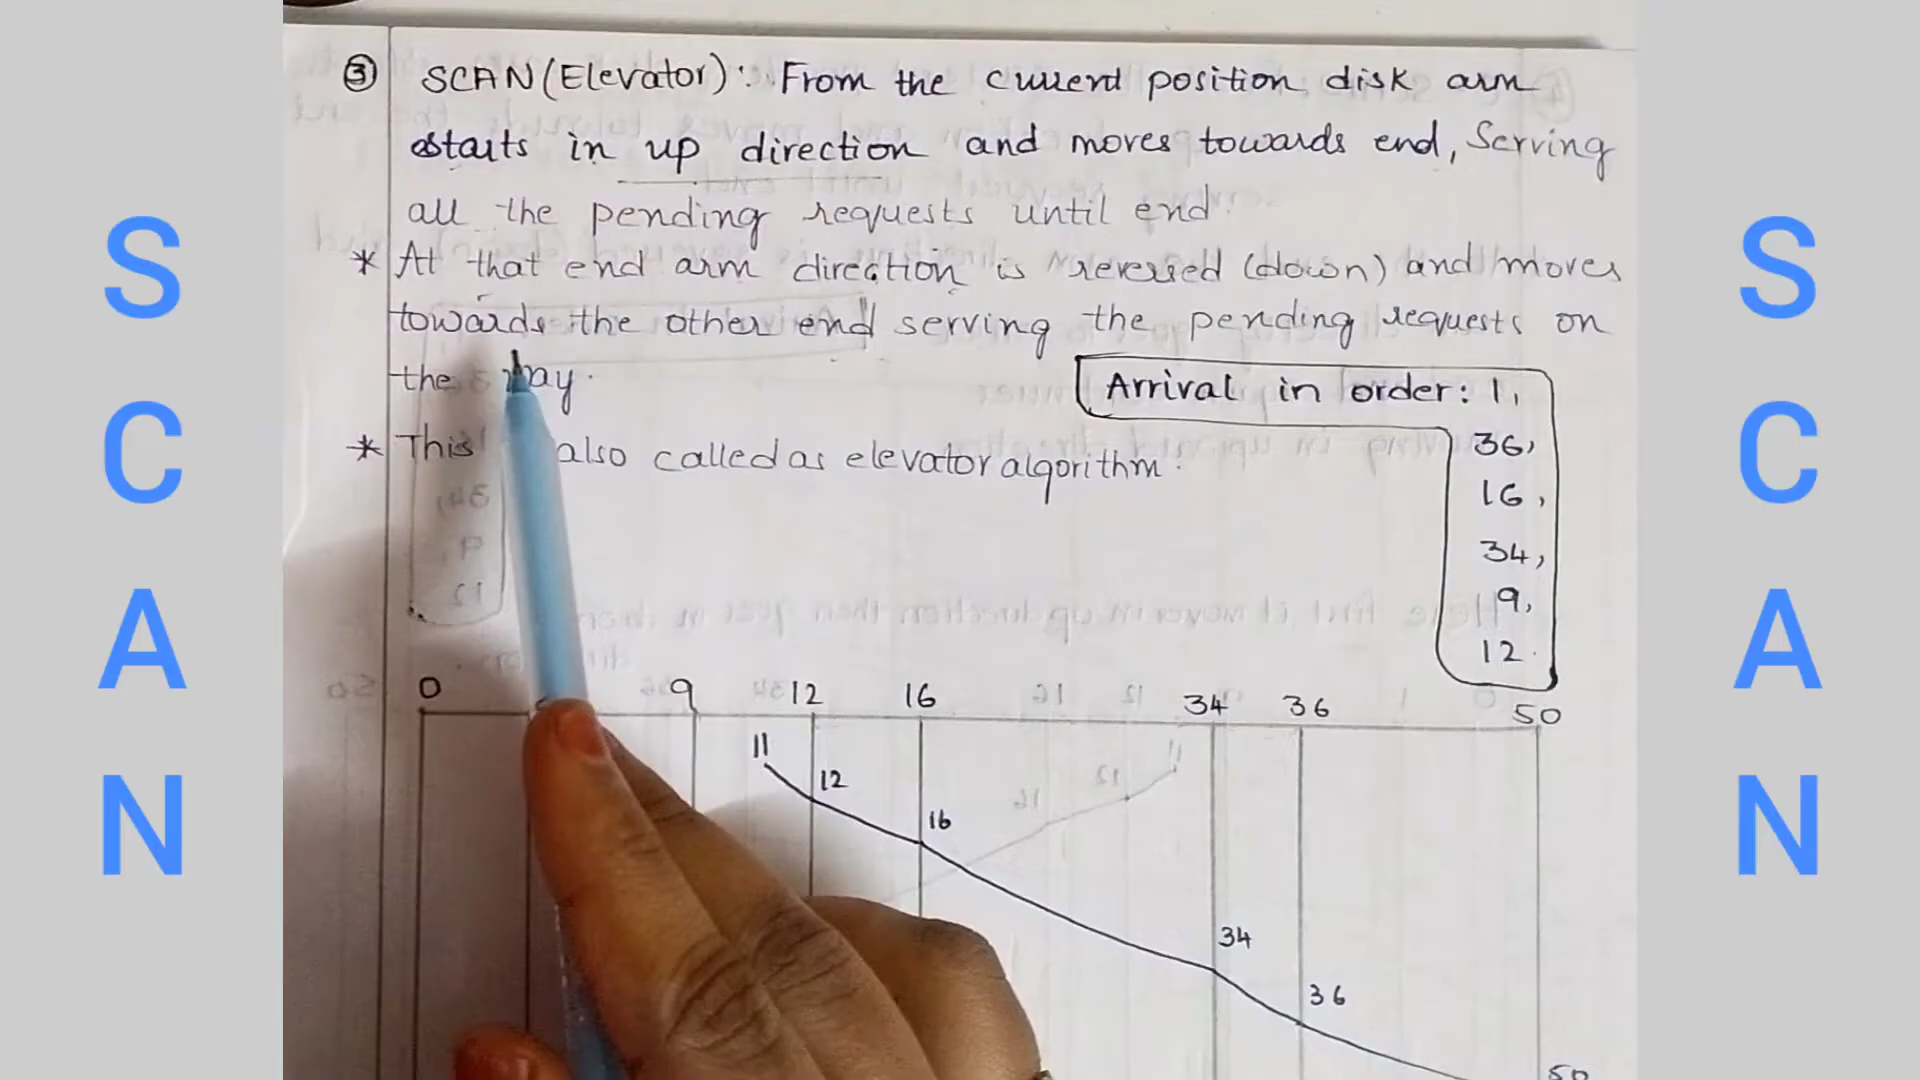 S
C
A
N
③ SCAN (Elevator): From the current position disk arm
starts in up direction and moves towards end, Serving
all the pending requests until end.
* At that end arm direction is reversed (down) and moves
towards the other end serving the pending requests on
the way.
* This also called as elevator algorithm.
Arrival in order: 1,
36,
16,
34,
9,
12.
0 9 12 16 34 36 50
11
12
16
34
36
50
S
C
A
N